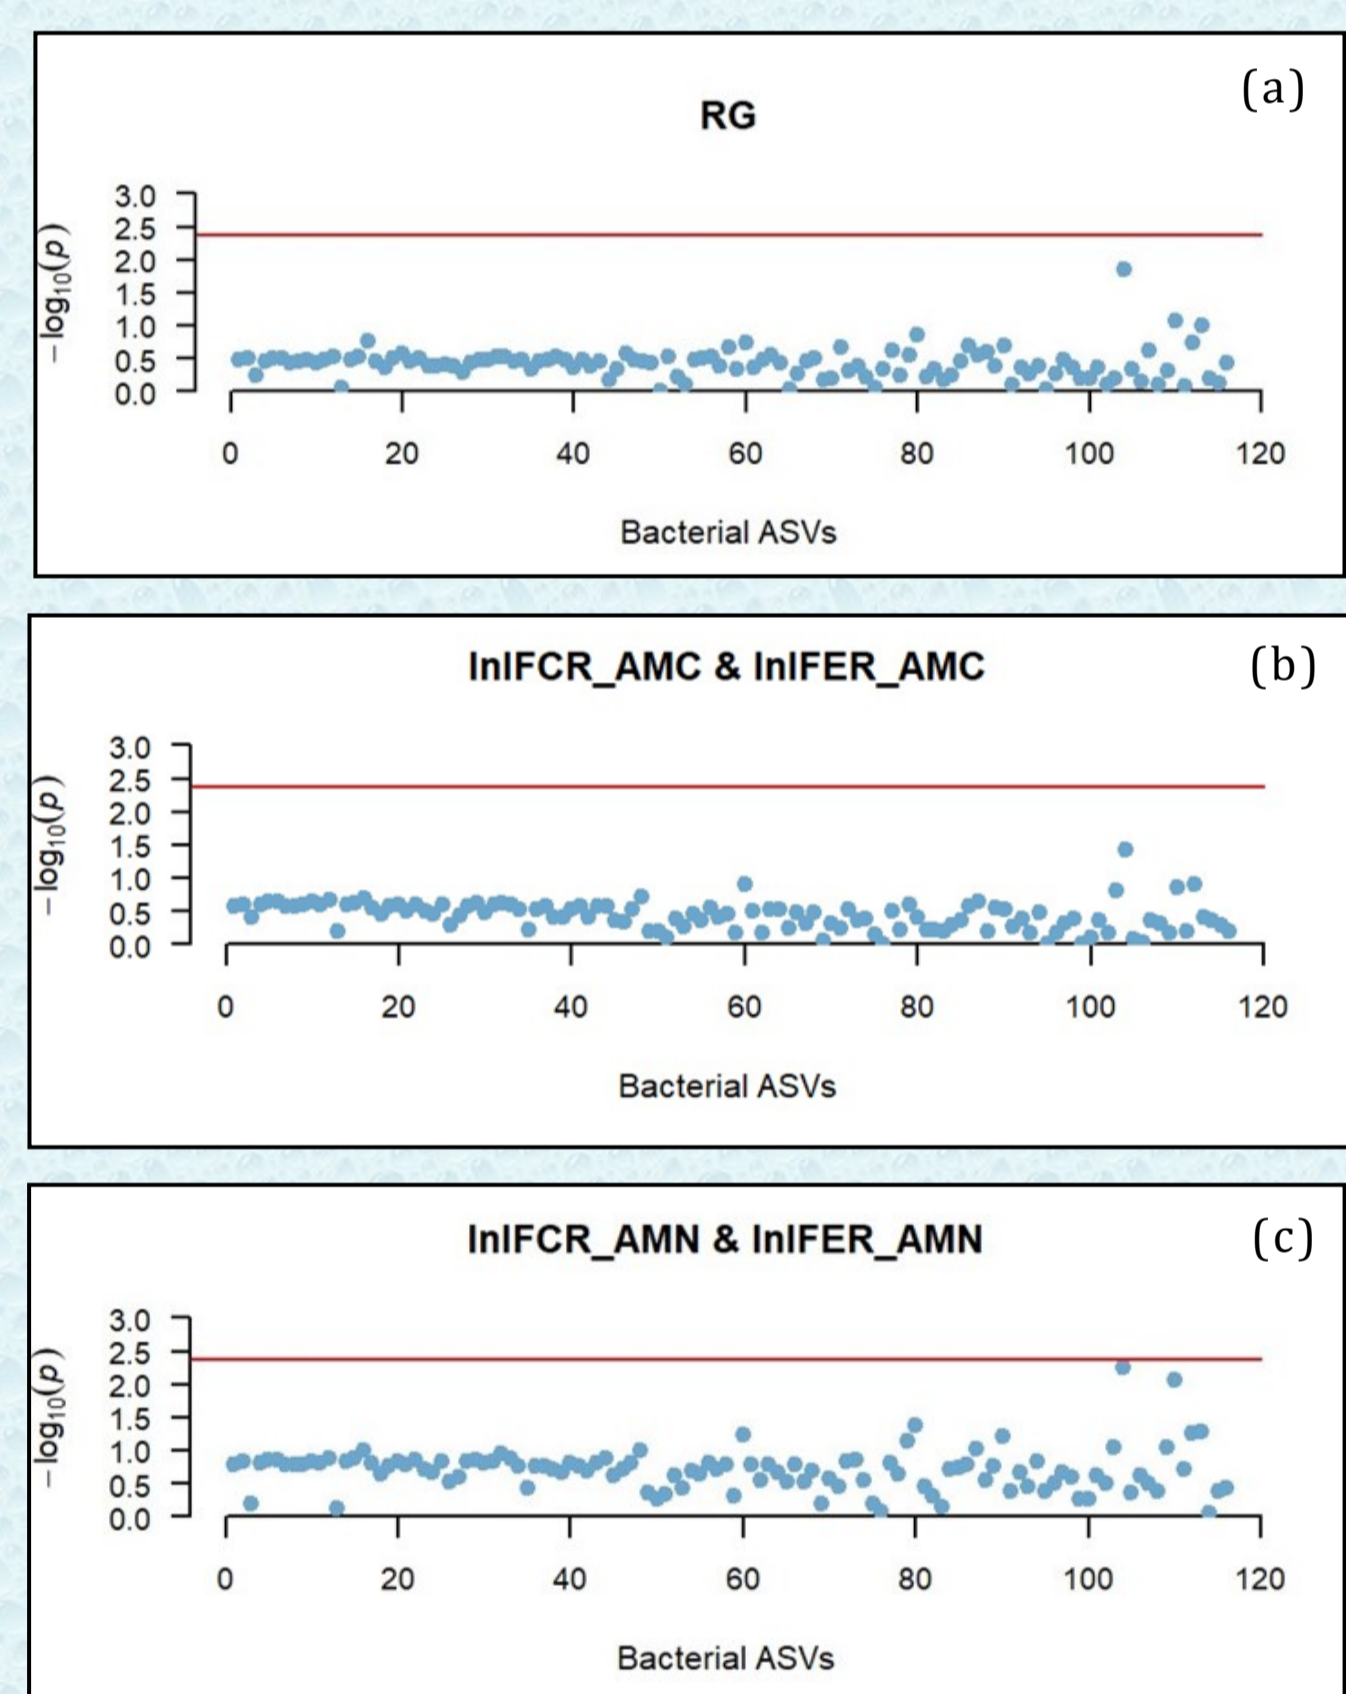 (a)
RG
3.0
2.5
2.0
1.5
1.0
0.5
0.0
−log10(p)
0 20 40 60 80 100 120
Bacterial ASVs
(b)
lnIFCR_AMC & lnIFER_AMC
3.0
2.5
2.0
1.5
1.0
0.5
0.0
−log10(p)
0 20 40 60 80 100 120
Bacterial ASVs
(c)
lnIFCR_AMN & lnIFER_AMN
3.0
2.5
2.0
1.5
1.0
0.5
0.0
−log10(p)
0 20 40 60 80 100 120
Bacterial ASVs